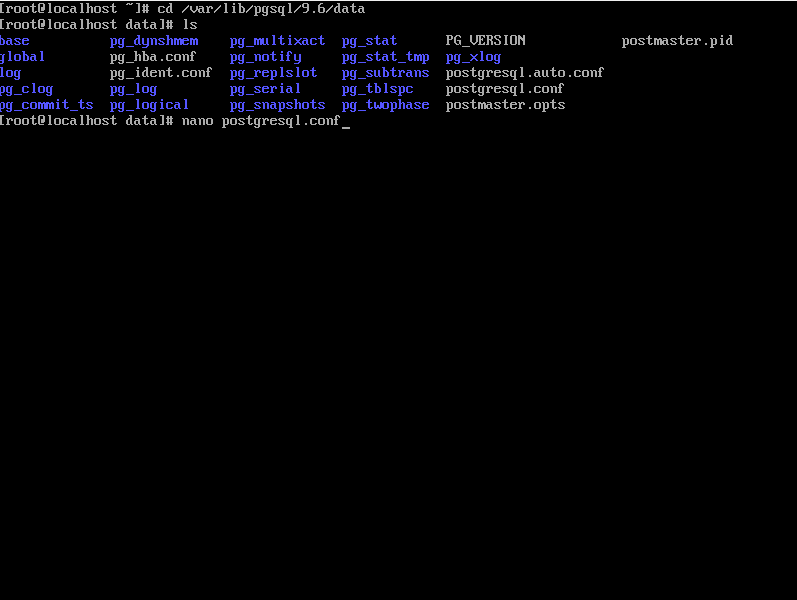 [root@localhost ~]# cd /var/lib/pgsql/9.6/data
[root@localhost data]# ls
base pg_dynshmem pg_multixact pg_stat PG_VERSION postmaster.pid
global pg_hba.conf pg_notify pg_stat_tmp pg_xlog
log pg_ident.conf pg_replslot pg_subtrans postgresql.auto.conf
pg_clog pg_log pg_serial pg_tblspc postgresql.conf
pg_commit_ts pg_logical pg_snapshots pg_twophase postmaster.opts
[root@localhost data]# nano postgresql.conf_